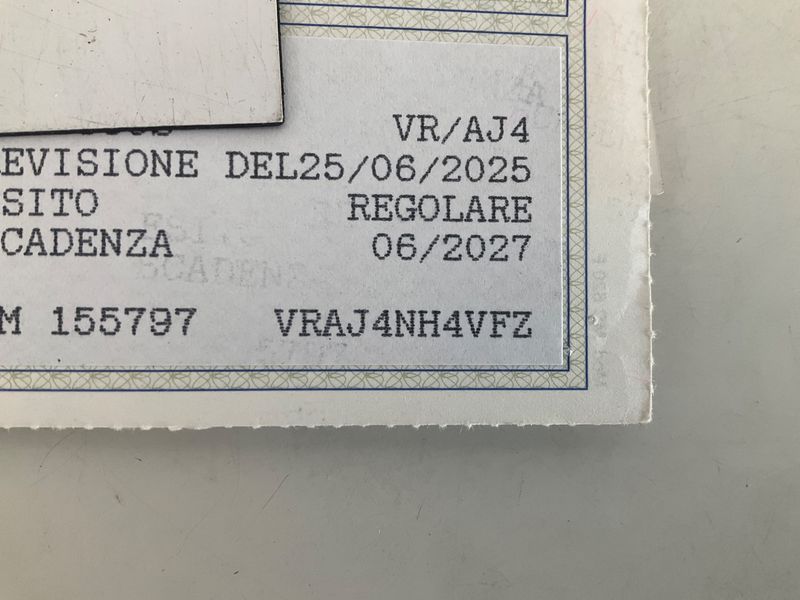 VR/AJ4
EVISIONE DEL25/06/2025
SITO REGOLARE
CADENZA 06/2027
M 155797 VRAJ4NH4VFZ